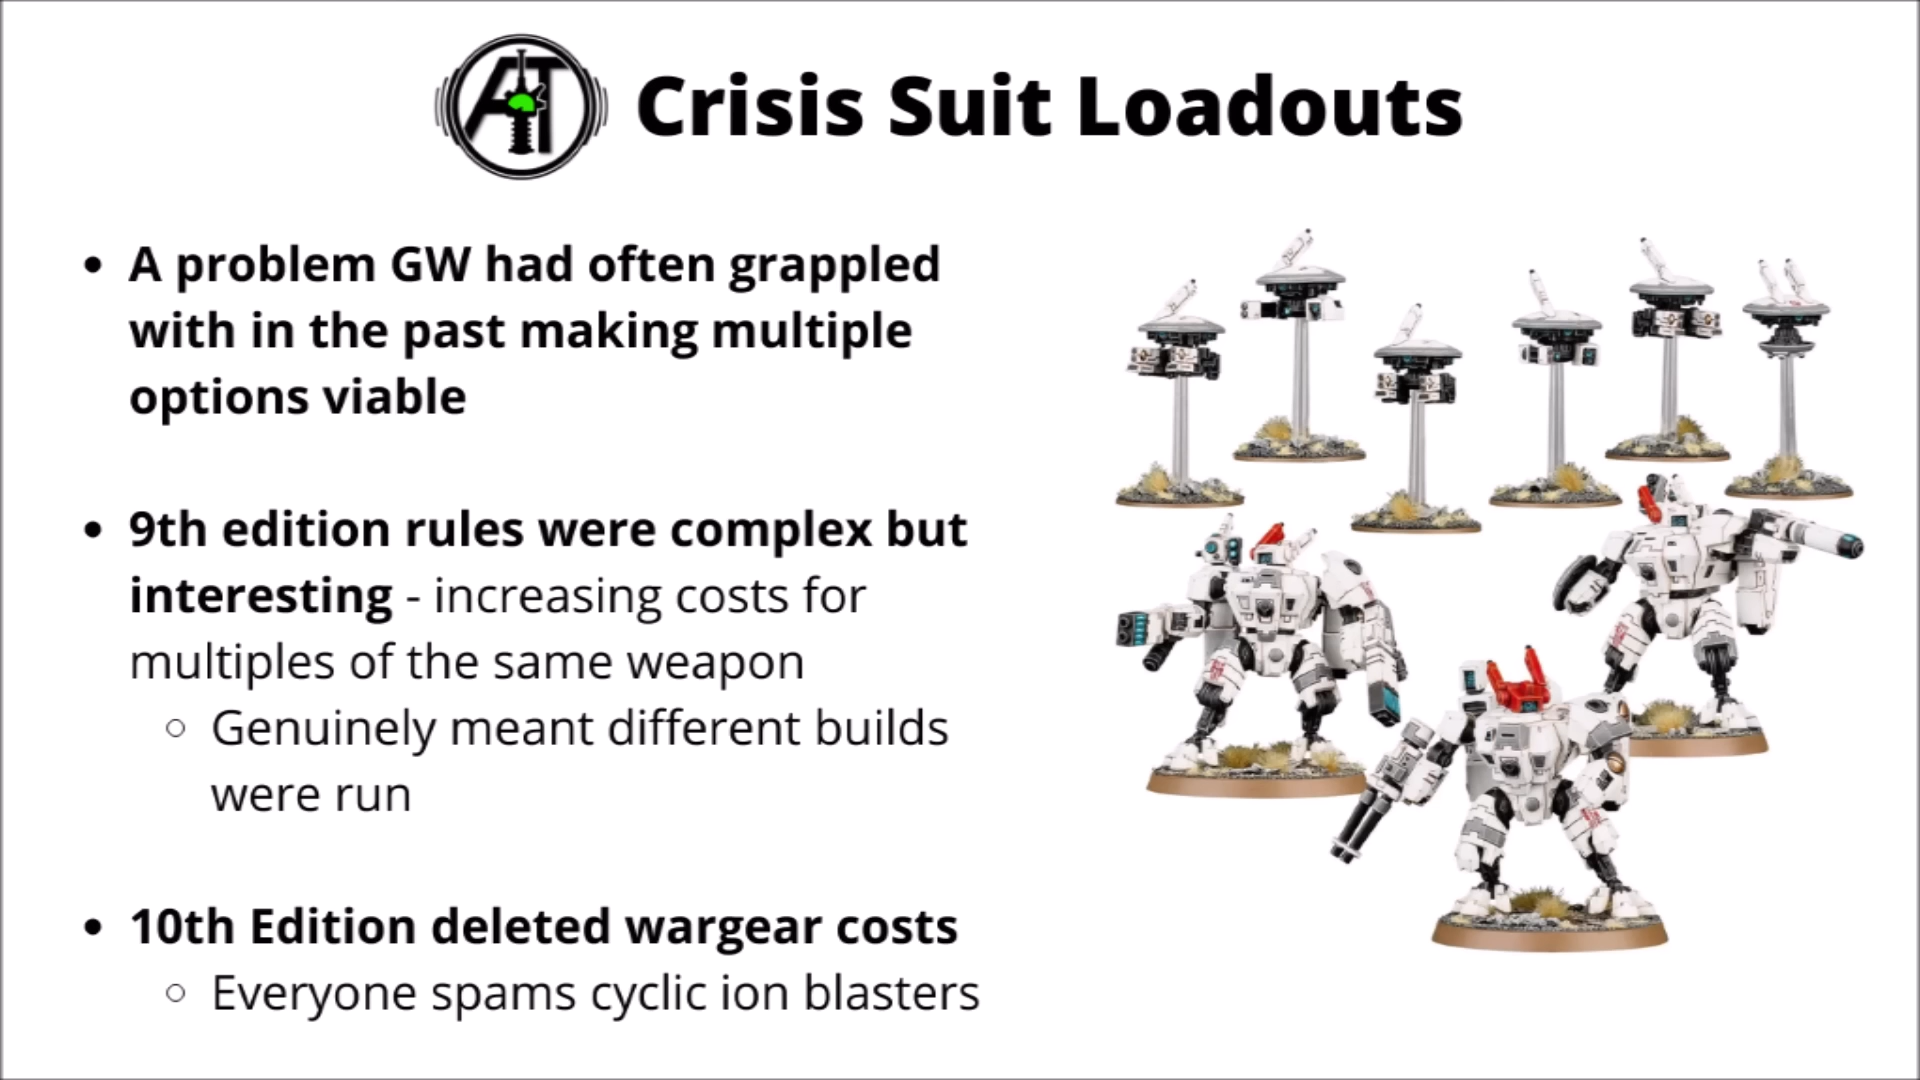 AT
Crisis Suit Loadouts
• A problem GW had often grappled
with in the past making multiple
options viable
• 9th edition rules were complex but
interesting - increasing costs for
multiples of the same weapon
○ Genuinely meant different builds
were run
• 10th Edition deleted wargear costs
○ Everyone spams cyclic ion blasters